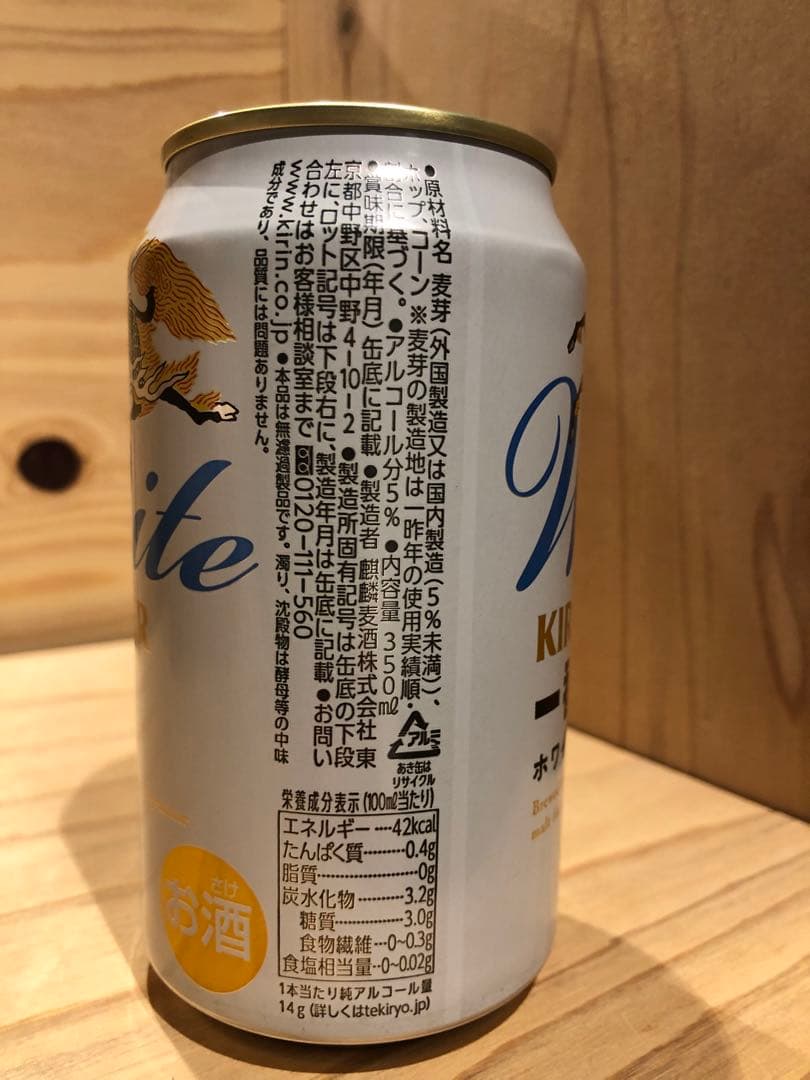 ●原材料名 麦芽(外国製造又は国内製造(5%未満))、
ホップ、コーン ※麦芽の製造地は一昨年の使用実績順・
割合に基づく。●アルコール分5% ●内容量 350㎖
●賞味期限(年月)缶底に記載 ●製造者 麒麟麦酒株式会社 東
京都中野区中野4-10-2 ●製造所固有記号は缶底の下段
左に、ロット記号は下段右に、製造年月は缶底に記載 ●お問い
合わせはお客様相談室まで 0120-111-560
www.kirin.co.jp ●本品は無濾過製品です。濁り、沈殿物は酵母等の中味
成分であり、品質には問題ありません。
アルミ
あき缶は
リサイクル
栄養成分表示(100㎖当たり)
エネルギー----42kcal
たんぱく質---------0.4g
脂質----------------0g
炭水化物----------3.2g
糖質--------------3.0g
食物繊維---0~0.3g
食塩相当量--0~0.02g
1本当たり純アルコール量
14g (詳しくはtekiryo.jp)
さけ
お酒
ite
R
W
KIR
一
ホワ